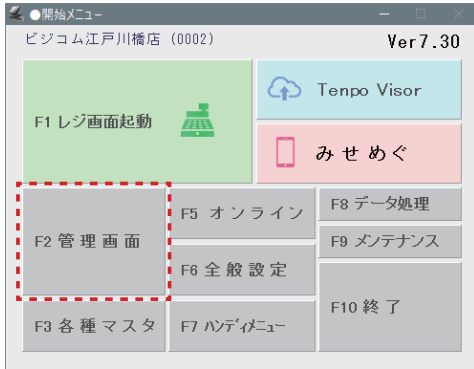 ●開始メニュー
ビジコム江戸川橋店 (0002)
Ver7.30
F1 レジ画面起動
Tenpo Visor
みせめぐ
F2 管理画面
F5 オンライン
F8 データ処理
F9 メンテナンス
F6 全般設定
F10 終了
F3 各種マスタ
F7 ハンディメニュー